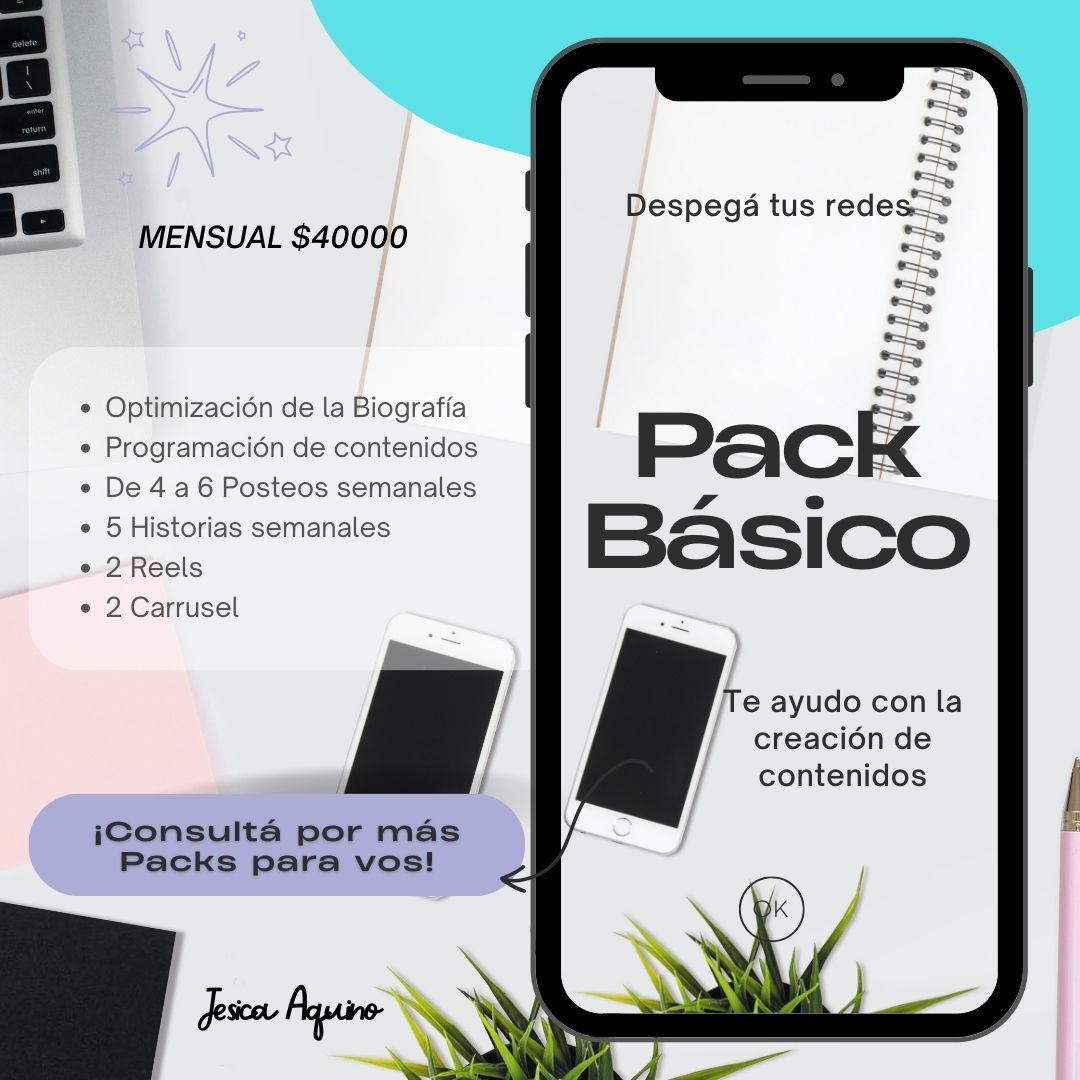 delete
enter
return
shift
MENSUAL $40000
Optimización de la Biografía
Programación de contenidos
De 4 a 6 Posteos semanales
5 Historias semanales
2 Reels
2 Carrusel
¡Consultá por más
Packs para vos!
Jesica Aquino
Despegá tus redes
Pack
Básico
Te ayudo con la
creación de
contenidos
OK